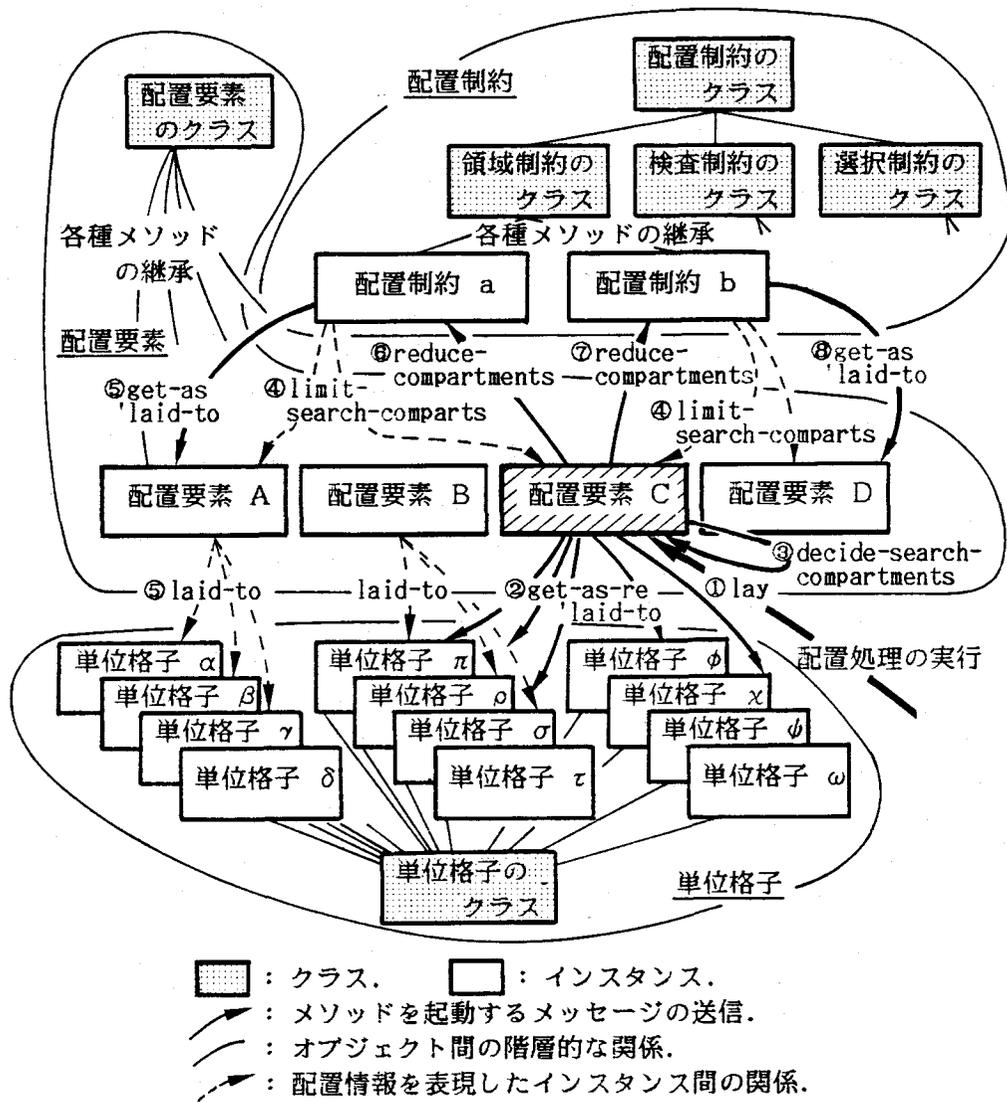 配置要素
のクラス
配置制約
配置制約の
クラス
領域制約の
クラス
検査制約の
クラス
選択制約の
クラス
各種メソッド
の継承
各種メソッドの継承
配置要素
配置制約 a
配置制約 b
⑤get-as
'laid-to
④limit-
search-comparts
⑥reduce-
compartments
⑦reduce-
compartments
④limit-
search-comparts
⑧get-as
'laid-to
配置要素 A
配置要素 B
配置要素 C
配置要素 D
③decide-search-
compartments
⑤laid-to
laid-to
②get-as-re
'laid-to
①lay
配置処理の実行
単位格子 α
単位格子 β
単位格子 γ
単位格子 δ
単位格子 π
単位格子 ρ
単位格子 σ
単位格子 τ
単位格子 φ
単位格子 χ
単位格子 ψ
単位格子 ω
単位格子の
クラス
単位格子
: クラス.
: インスタンス.
: メソッドを起動するメッセージの送信.
: オブジェクト間の階層的な関係.
: 配置情報を表現したインスタンス間の関係.